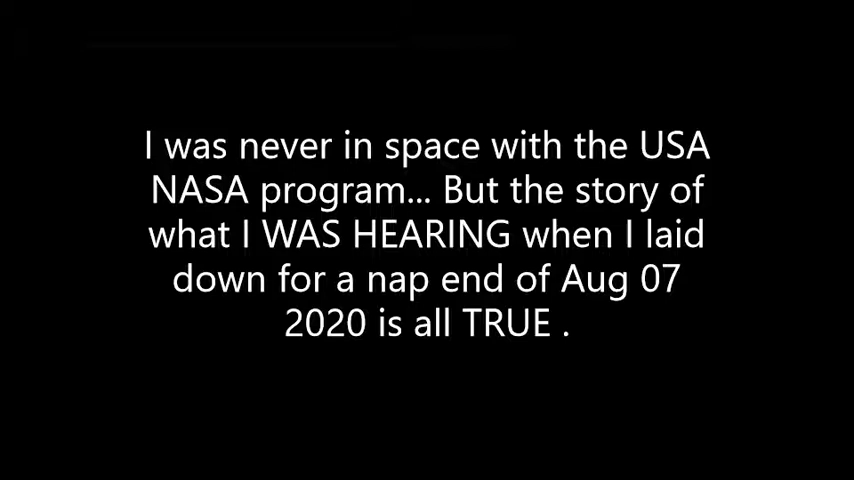 I was never in space with the USA
NASA program... But the story of
what I WAS HEARING when I laid
down for a nap end of Aug 07
2020 is all TRUE .